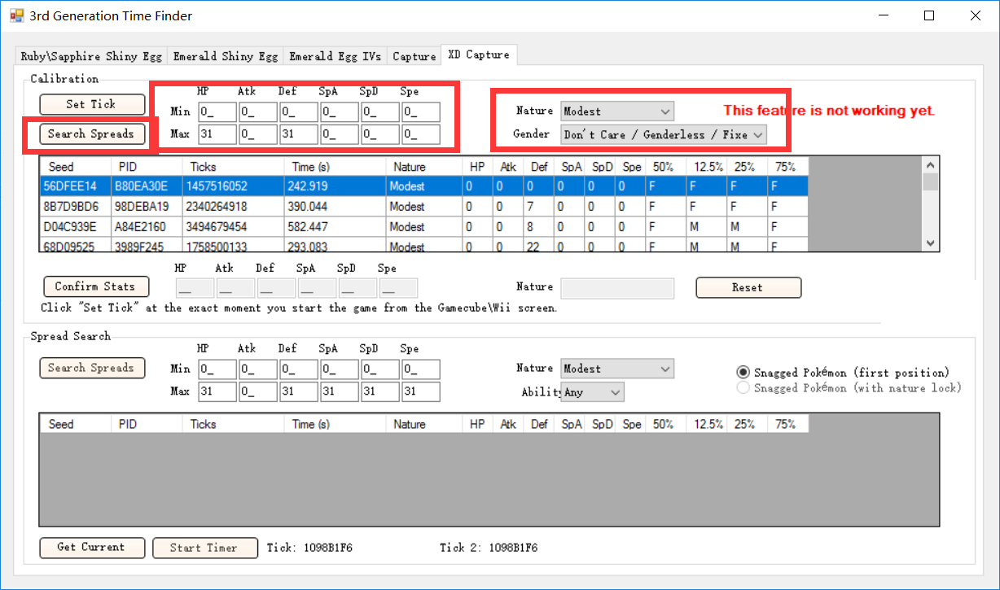 3rd Generation Time Finder
Ruby\Sapphire Shiny Egg Emerald Shiny Egg Emerald Egg IVs Capture XD Capture
Calibration
HP Atk Def SpA SpD Spe
Set Tick Min 0_ 0_ 0_ 0_ 0_ 0_ Nature Modest This feature is not working yet.
Search Spreads Max 31 0_ 31 0_ 0_ 0_ Gender Don't Care / Genderless / Fixe
Seed PID Ticks Time (s) Nature HP Atk Def SpA SpD Spe 50% 12.5% 25% 75%
56DFEE14 B80EA30E 1457516052 242.919 Modest 0 0 0 0 0 0 F F F F
8B7D9BD6 98DEBA19 2340264918 390.044 Modest 0 0 7 0 0 0 F F F F
D04C939E A84E2160 3494679454 582.447 Modest 0 0 8 0 0 0 F M M F
68D09525 3989F245 1758500133 293.083 Modest 0 0 22 0 0 0 F M M F
HP Atk Def SpA SpD Spe
Confirm Stats __ __ __ __ __ __ Nature Reset
Click "Set Tick" at the exact moment you start the game from the Gamecube\Wii screen.
Spread Search
HP Atk Def SpA SpD Spe
Search Spreads Min 0_ 0_ 0_ 0_ 0_ 0_ Nature Modest Snagged Pokémon (first position)
Max 31 0_ 31 31 31 31 Ability Any Snagged Pokémon (with nature lock)
Seed PID Ticks Time (s) Nature HP Atk Def SpA SpD Spe 50% 12.5% 25% 75%
Get Current Start Timer Tick: 1098B1F6 Tick 2: 1098B1F6